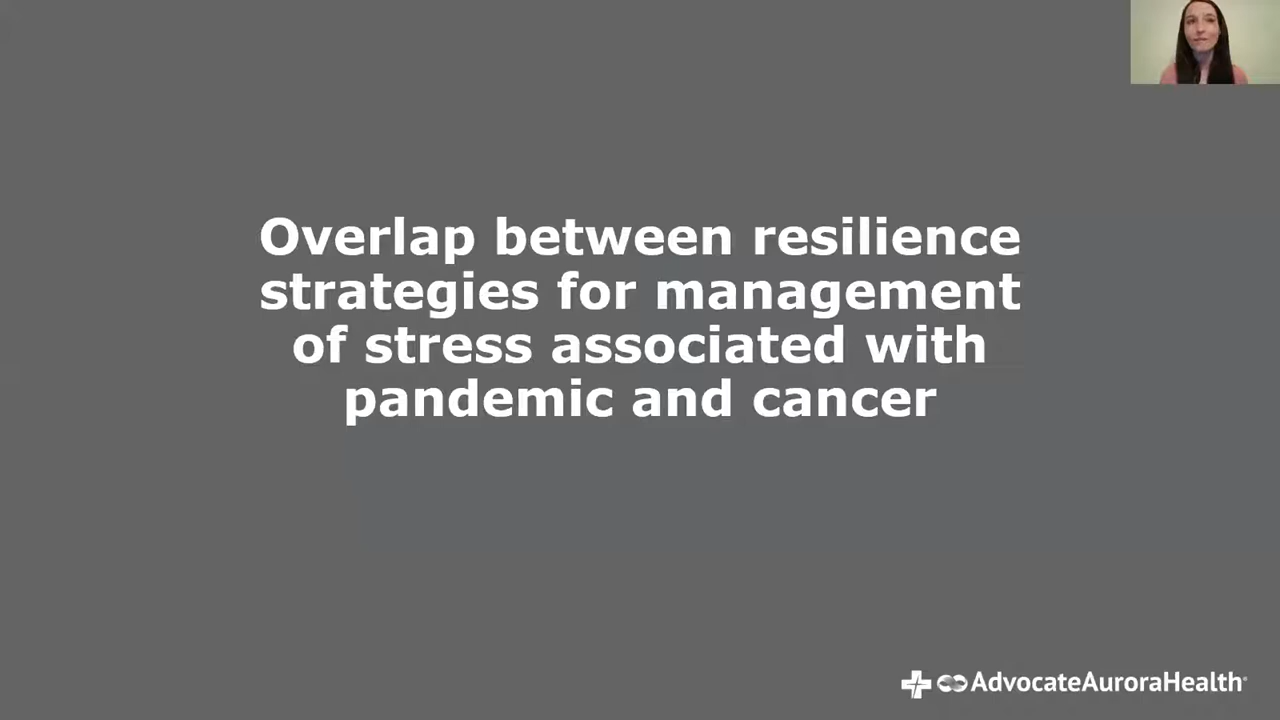 Overlap between resilience
strategies for management
of stress associated with
pandemic and cancer
AdvocateAuroraHealth